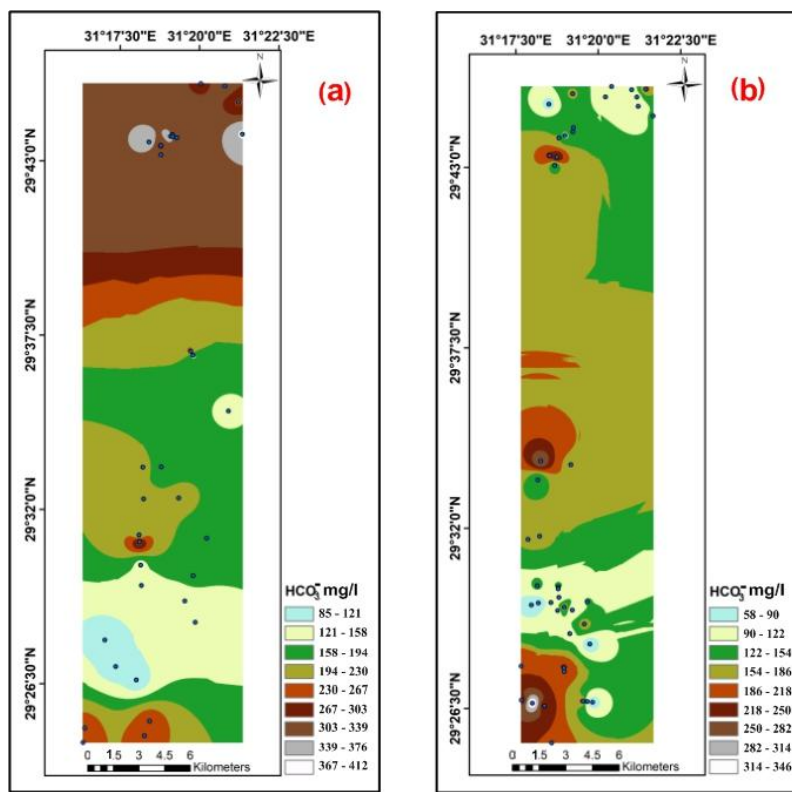 31°17'30"E 31°20'0"E 31°22'30"E
N
(a)
29°43'0"N
29°37'30"N
29°32'0"N
29°26'30"N
HCO3- mg/l
85 - 121
121 - 158
158 - 194
194 - 230
230 - 267
267 - 303
303 - 339
339 - 376
367 - 412
0 1.5 3 6
Kilometers
31°17'30"E 31°20'0"E 31°22'30"E
N
(b)
29°43'0"N
29°37'30"N
29°32'0"N
29°26'30"N
HCO3- mg/l
58 - 90
90 - 122
122 - 154
154 - 186
186 - 218
218 - 250
250 - 282
282 - 314
314 - 346
0 1.5 3 4.5 6
Kilometers